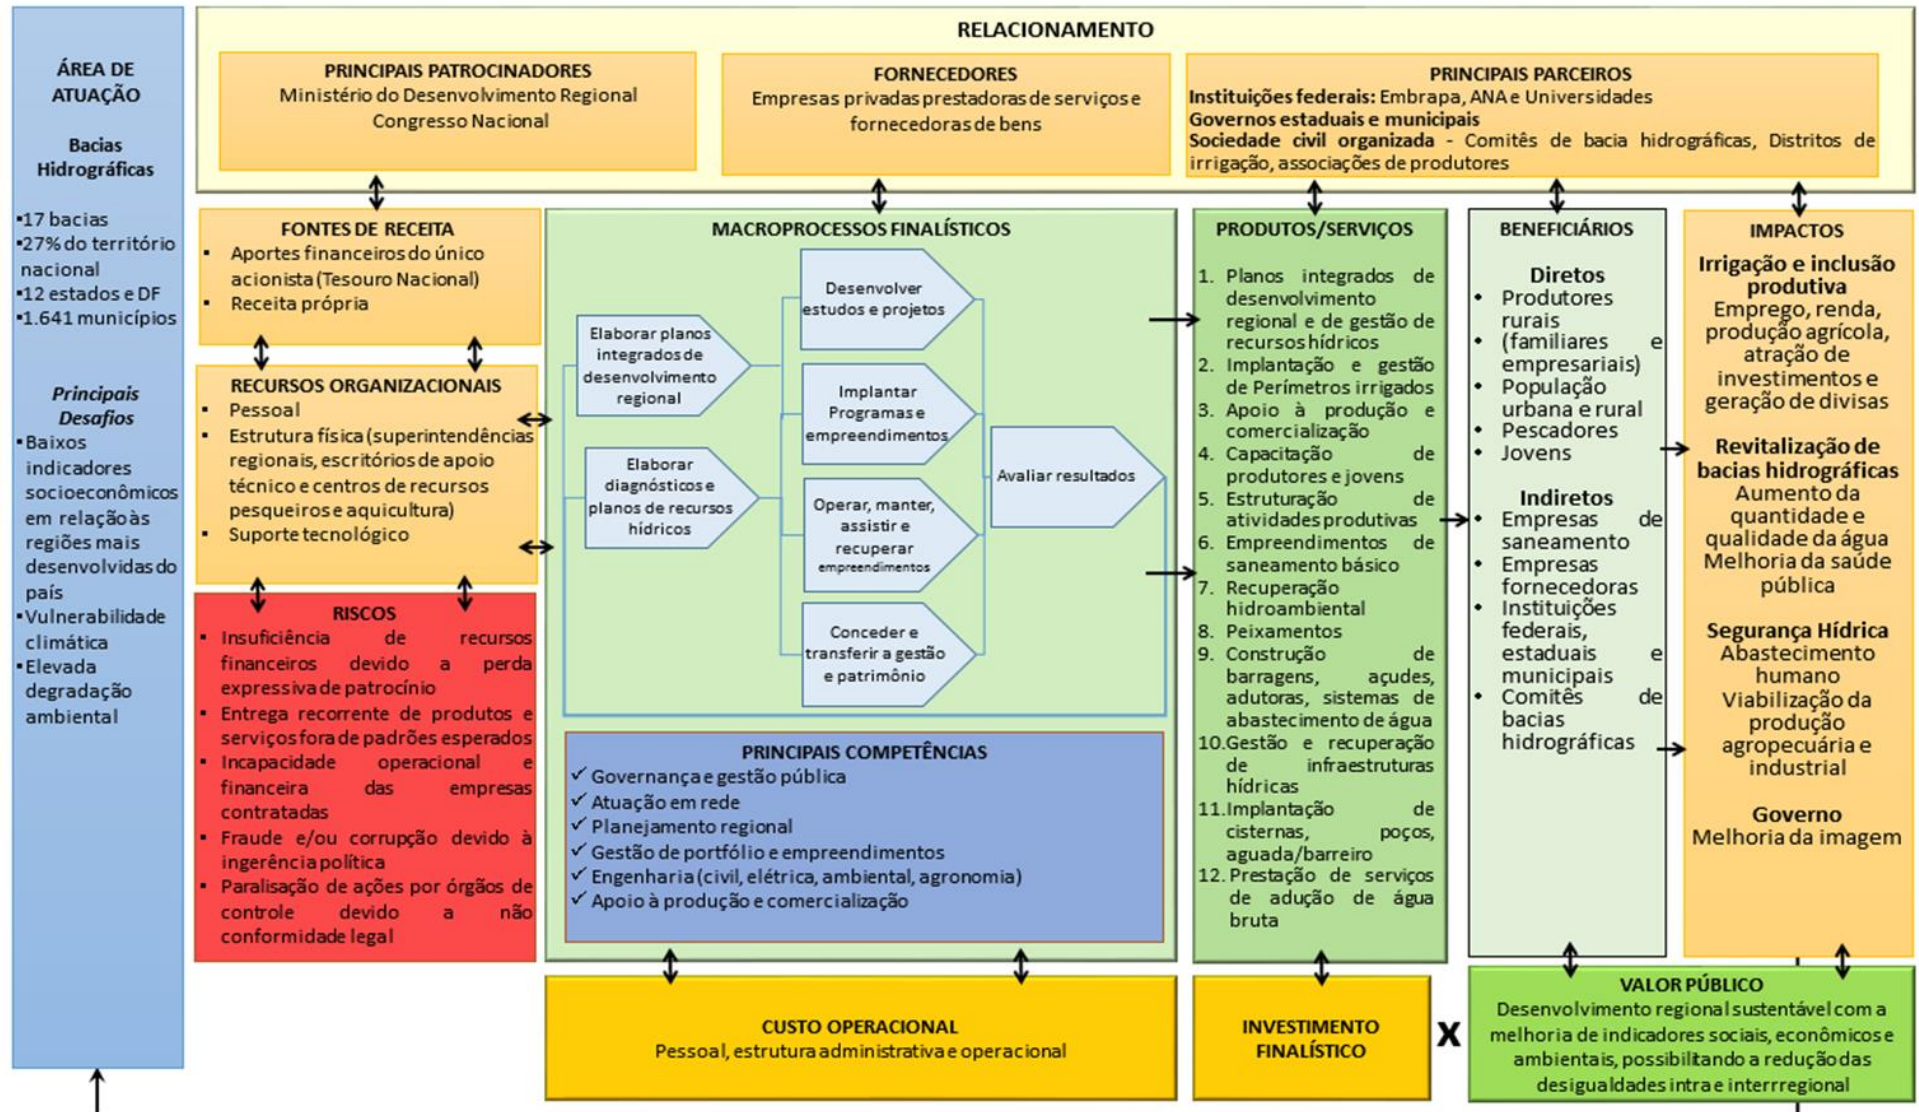 ÁREA DE
ATUAÇÃO
Bacias
Hidrográficas
▪17 bacias
▪27% do território
nacional
▪12 estados e DF
▪1.641 municípios
Principais
Desafios
▪Baixos
indicadores
socioeconômicos
em relação às
regiões mais
desenvolvidas do
país
▪Vulnerabilidade
climática
▪Elevada
degradação
ambiental
RELACIONAMENTO
PRINCIPAIS PATROCINADORES
Ministério do Desenvolvimento Regional
Congresso Nacional
FORNECEDORES
Empresas privadas prestadoras de serviços e
fornecedoras de bens
PRINCIPAIS PARCEIROS
Instituições federais: Embrapa, ANA e Universidades
Governos estaduais e municipais
Sociedade civil organizada - Comitês de bacia hidrográficas, Distritos de
irrigação, associações de produtores
FONTES DE RECEITA
▪ Aportes financeiros do único
acionista (Tesouro Nacional)
▪ Receita própria
RECURSOS ORGANIZACIONAIS
▪ Pessoal
▪ Estrutura física (superintendências
regionais, escritórios de apoio
técnico e centros de recursos
pesqueiros e aquicultura)
▪ Suporte tecnológico
RISCOS
▪ Insuficiência de recursos
financeiros devido a perda
expressiva de patrocínio
▪ Entrega recorrente de produtos e
serviços fora de padrões esperados
▪ Incapacidade operacional e
financeira das empresas
contratadas
▪ Fraude e/ou corrupção devido à
ingerência política
▪ Paralisação de ações por órgãos de
controle devido a não
conformidade legal
MACROPROCESSOS FINALÍSTICOS
Elaborar planos
integrados de
desenvolvimento
regional
Elaborar
diagnósticos e
planos de recursos
hídricos
Desenvolver
estudos e projetos
Implantar
Programas e
empreendimentos
Operar, manter,
assistir e
recuperar
empreendimentos
Conceder e
transferir a gestão
e patrimônio
Avaliar resultados
PRINCIPAIS COMPETÊNCIAS
✓ Governança e gestão pública
✓ Atuação em rede
✓ Planejamento regional
✓ Gestão de portfólio e empreendimentos
✓ Engenharia (civil, elétrica, ambiental, agronomia)
✓ Apoio à produção e comercialização
PRODUTOS/SERVIÇOS
1. Planos integrados de
desenvolvimento
regional e de gestão de
recursos hídricos
2. Implantação e gestão
de Perímetros irrigados
3. Apoio à produção e
comercialização
4. Capacitação de
produtores e jovens
5. Estruturação de
atividades produtivas
6. Empreendimentos de
saneamento básico
7. Recuperação
hidroambiental
8. Peixamentos
9. Construção de
barragens, açudes,
adutoras, sistemas de
abastecimento de água
10.Gestão e recuperação
de infraestruturas
hídricas
11.Implantação de
cisternas, poços,
aguada/barreiro
12. Prestação de serviços
de adução de água
bruta
BENEFICIÁRIOS
Diretos
• Produtores
rurais
• (familiares e
empresariais)
• População
urbana e rural
• Pescadores
• Jovens
Indiretos
• Empresas de
saneamento
• Empresas
fornecedoras
• Instituições
federais,
estaduais e
municipais
• Comitês de
bacias
hidrográficas
IMPACTOS
Irrigação e inclusão
produtiva
Emprego, renda,
produção agrícola,
atração de
investimentos e
geração de divisas
Revitalização de
bacias hidrográficas
Aumento da
quantidade e
qualidade da água
Melhoria da saúde
pública
Segurança Hídrica
Abastecimento
humano
Viabilização da
produção
agropecuária e
industrial
Governo
Melhoria da imagem
CUSTO OPERACIONAL
Pessoal, estrutura administrativa e operacional
INVESTIMENTO
FINALÍSTICO
X
VALOR PÚBLICO
Desenvolvimento regional sustentável com a
melhoria de indicadores sociais, econômicos e
ambientais, possibilitando a redução das
desigualdades intra e interrregional